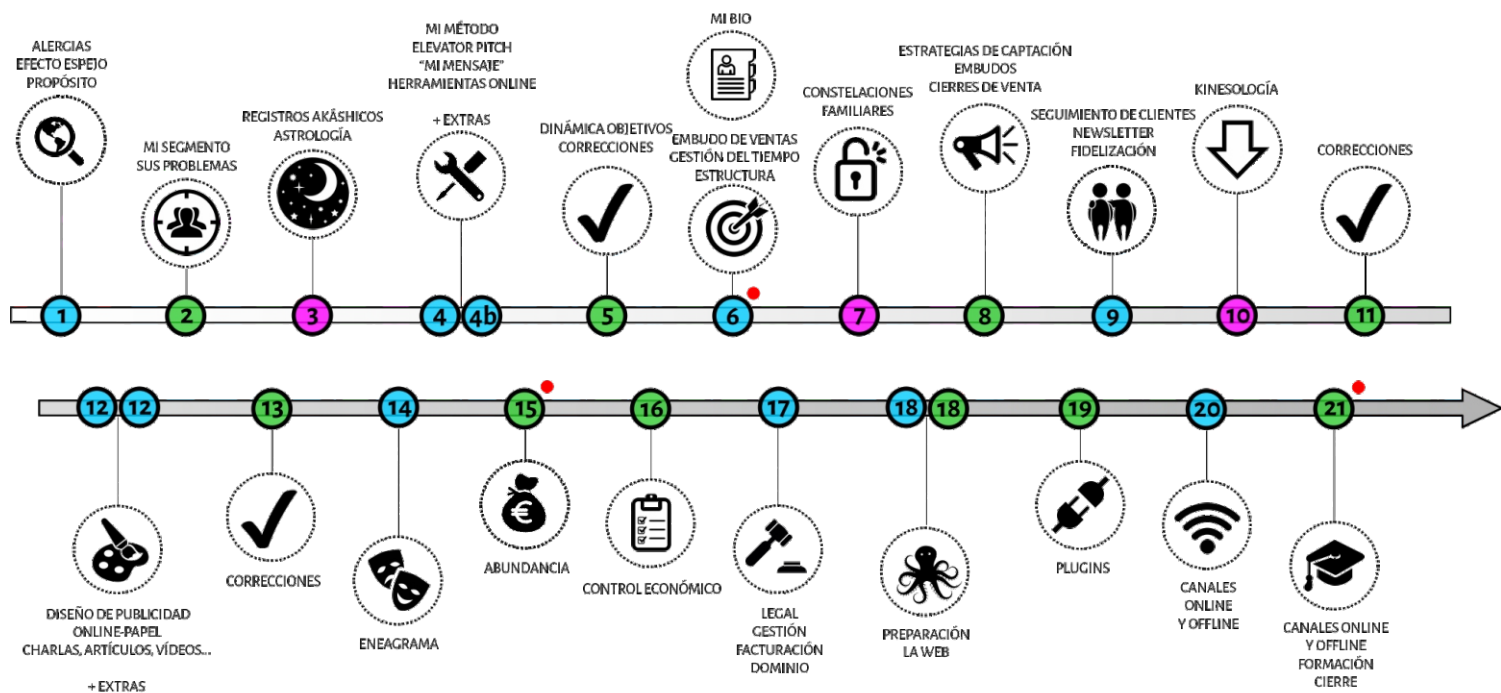 ALERGIAS
EFECTO ESPEJO
PROPÓSITO
MI SEGMENTO
SUS PROBLEMAS
REGISTROS AKÁSHICOS
ASTROLOGÍA
MI MÉTODO
ELEVATOR PITCH
"MI MENSAJE"
HERRAMIENTAS ONLINE
+ EXTRAS
DINÁMICA OBJETIVOS
CORRECCIONES
MI BIO
EMBUDO DE VENTAS
GESTIÓN DEL TIEMPO
ESTRUCTURA
CONSTELACIONES
FAMILIARES
ESTRATEGIAS DE CAPTACIÓN
EMBUDOS
CIERRES DE VENTA
SEGUIMIENTO DE CLIENTES
NEWSLETTER
FIDELIZACIÓN
KINESOLOGÍA
CORRECCIONES
1
2
3
4
4b
5
6
7
8
9
10
11
12
12
13
14
15
16
17
18
18
19
20
21
DISEÑO DE PUBLICIDAD
ONLINE-PAPEL
CHARLAS, ARTÍCULOS, VÍDEOS...
+ EXTRAS
CORRECCIONES
ENEAGRAMA
€
ABUNDANCIA
CONTROL ECONÓMICO
LEGAL
GESTIÓN
FACTURACIÓN
DOMINIO
PREPARACIÓN
LA WEB
PLUGINS
CANALES
ONLINE
Y OFFLINE
CANALES ONLINE
Y OFFLINE
FORMACIÓN
CIERRE